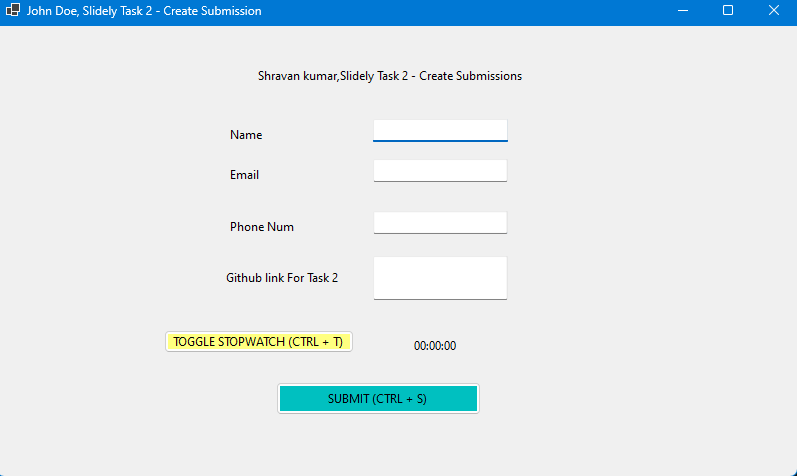 John Doe, Slidely Task 2 - Create Submission
Shravan kumar,Slidely Task 2 - Create Submissions
Name
Email
Phone Num
Github link For Task 2
TOGGLE STOPWATCH (CTRL + T)
00:00:00
SUBMIT (CTRL + S)